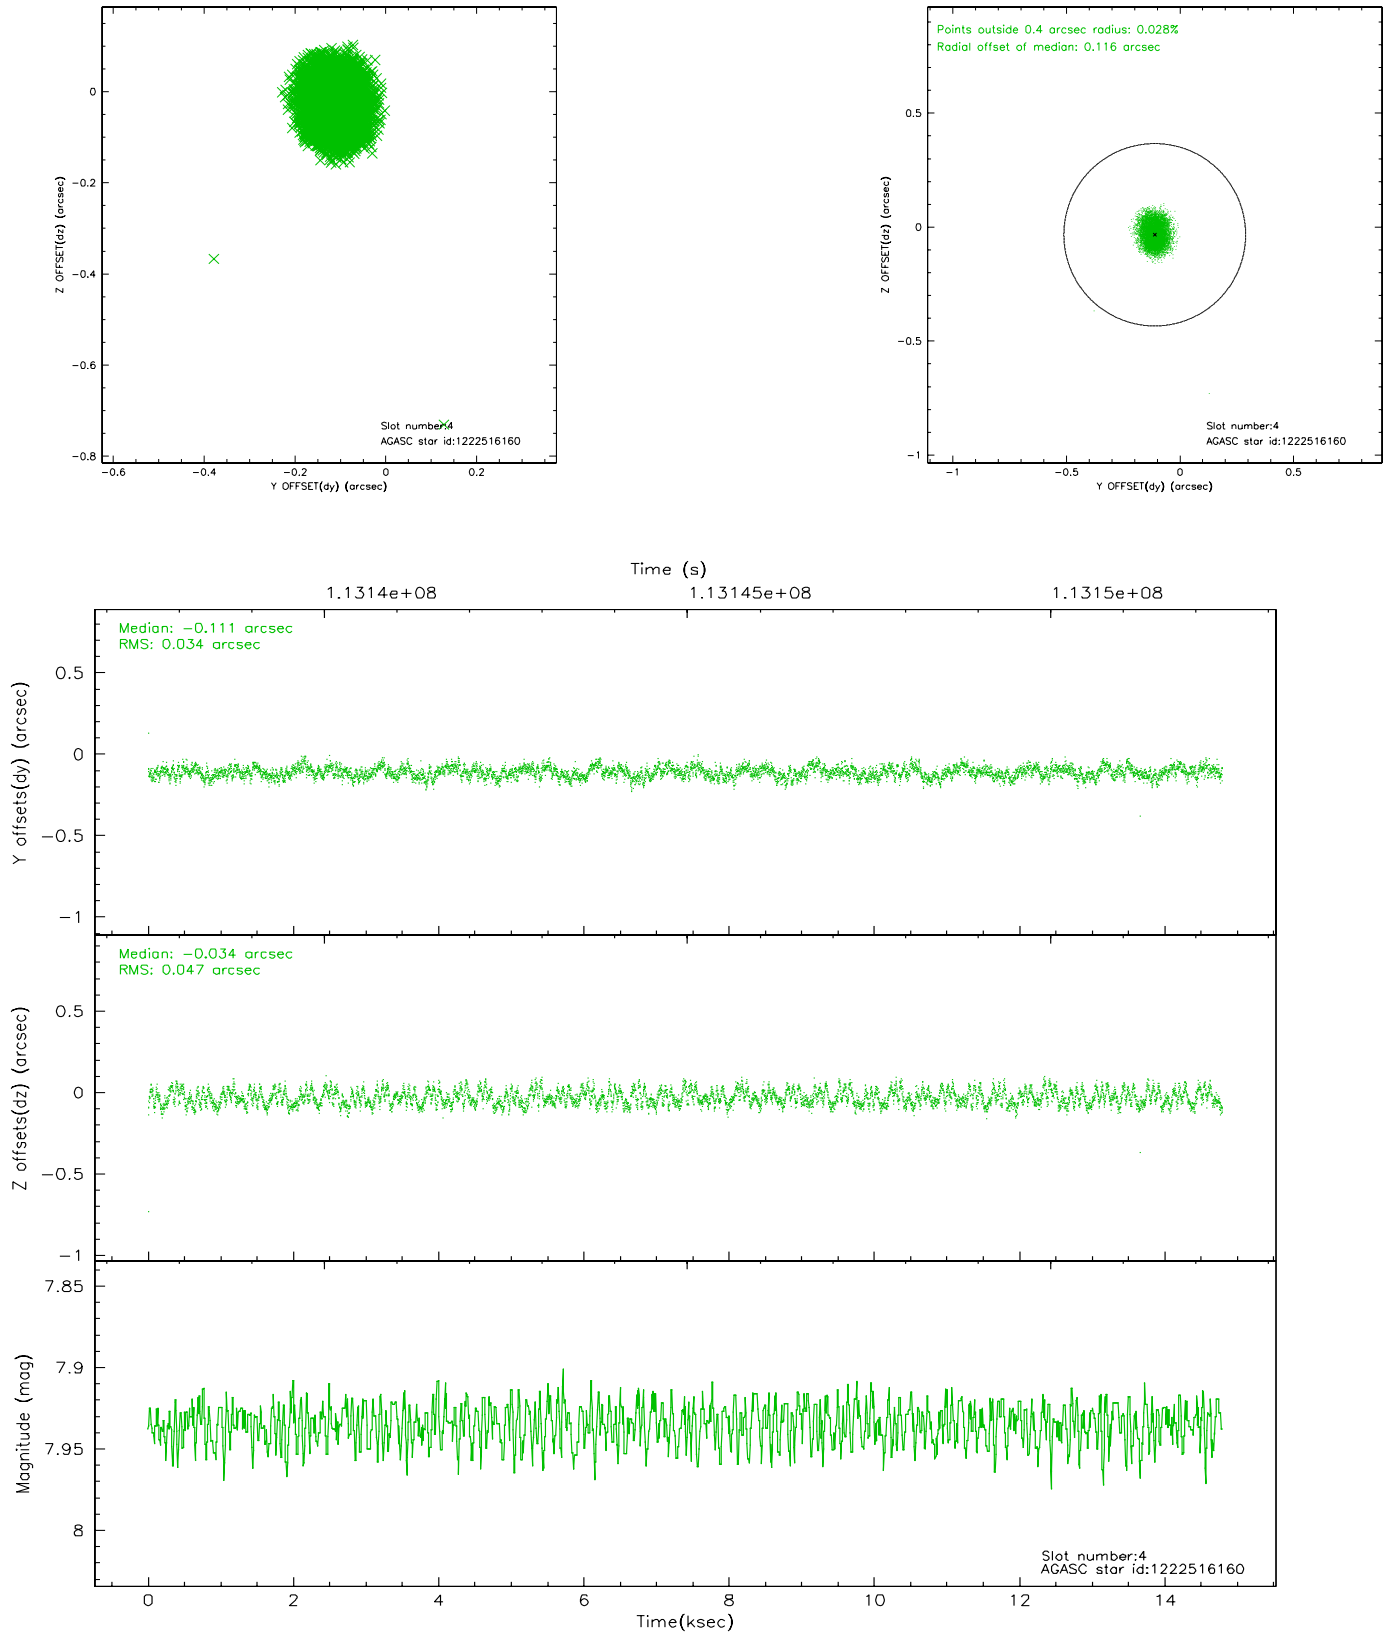 0
-0.2
-0.4
-0.6
-0.8
Z OFFSET(dz) (arcsec)
-0.6
-0.4
-0.2
0
0.2
Y OFFSET(dy) (arcsec)
Slot number:4
AGASC star id:1222516160
Points outside 0.4 arcsec radius: 0.028%
Radial offset of median: 0.116 arcsec
0.5
0
-0.5
-1
Z OFFSET(dz) (arcsec)
-1
-0.5
0
0.5
Y OFFSET(dy) (arcsec)
Slot number:4
AGASC star id:1222516160
Time (s)
1.1314e+08
1.13145e+08
1.1315e+08
Median: -0.111 arcsec
RMS: 0.034 arcsec
0.5
0
-0.5
-1
Y offsets(dy) (arcsec)
Median: -0.034 arcsec
RMS: 0.047 arcsec
0.5
0
-0.5
-1
Z offsets(dz) (arcsec)
7.85
7.9
7.95
8
Magnitude (mag)
Slot number:4
AGASC star id:1222516160
0
2
4
6
8
10
12
14
Time(ksec)